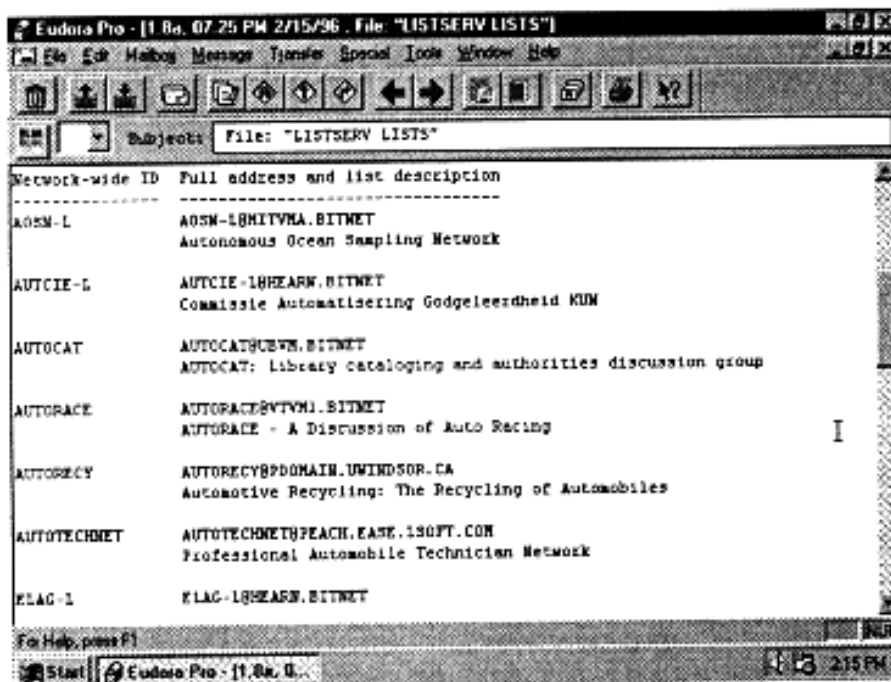 Eudora Pro - [1.8a, 07:25 PM 2/15/96 , File: "LISTSERV LISTS"]
File Edit Mailbox Message Transfer Special Tools Window Help
Subject: File: "LISTSERV LISTS"
Network-wide ID Full address and list description
--------------- --------------------------------
AOSN-L AOSN-L@MITVMA.BITNET
Autonomous Ocean Sampling Network
AUTCIE-L AUTCIE-L@HEARN.BITNET
Commissie Automatisering Godgeleerdheid KUN
AUTOCAT AUTOCAT@UBVM.BITNET
AUTOCAT: Library cataloging and authorities discussion group
AUTORACE AUTORACE@VTVM1.BITNET
AUTORACE - A Discussion of Auto Racing
AUTORECY AUTORECY@PDOMAIN.UWINDSOR.CA
Automotive Recycling: The Recycling of Automobiles
AUTOTECHNET AUTOTECHNET@PEACH.EASE.LSOFT.COM
Professional Automobile Technician Network
ELAG-L ELAG-L@HEARN.BITNET
For Help, press F1 NUM
Start Eudora Pro - [1.8a, 0... 2:15 PM